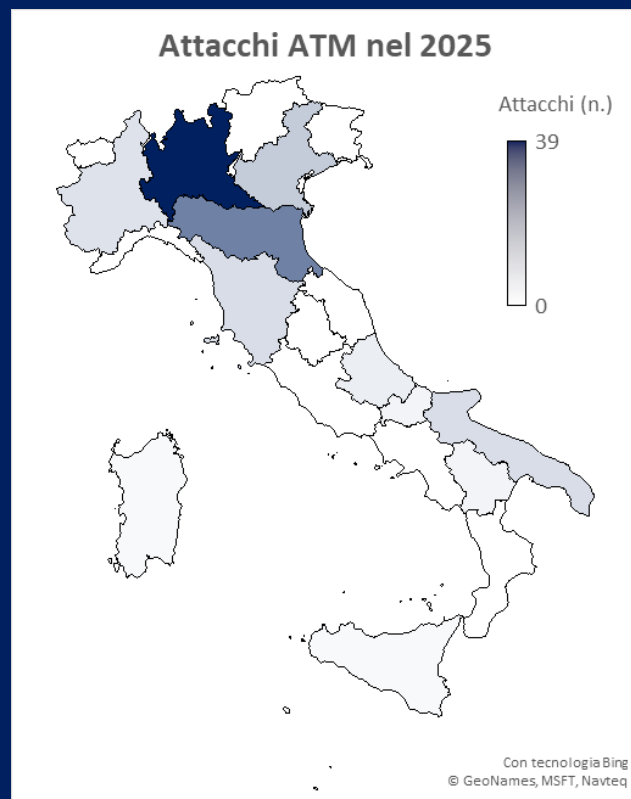 Attacchi ATM nel 2025
Attacchi (n.)
39
0
Con tecnologia Bing
© GeoNames, MSFT, Navteq